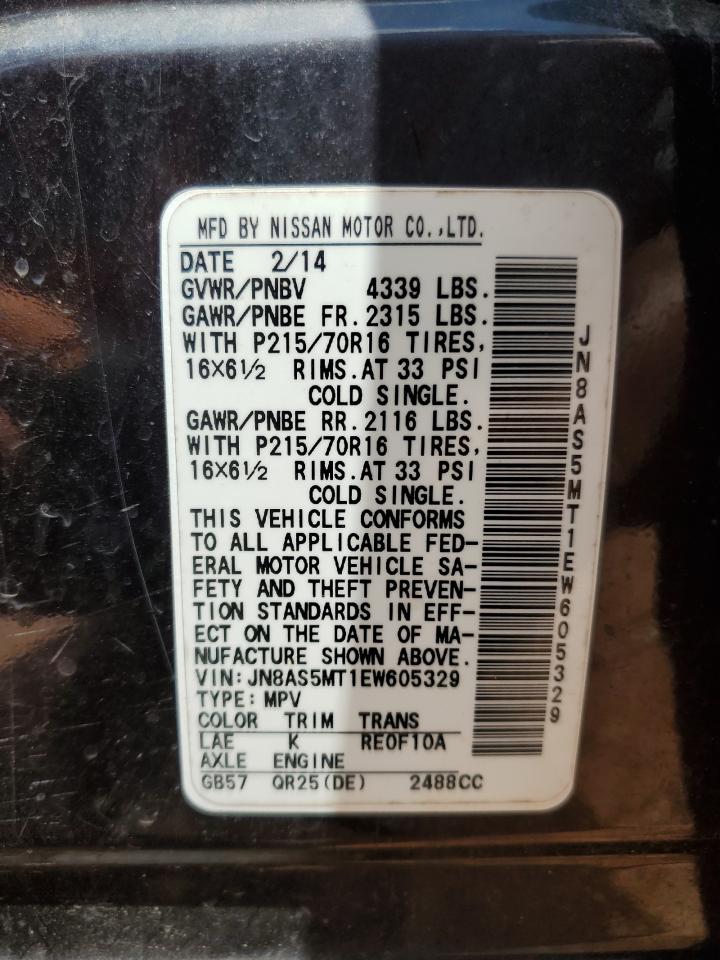 MFD BY NISSAN MOTOR CO.,LTD.
DATE 2/14
GVWR/PNBV 4339 LBS.
GAWR/PNBE FR.2315 LBS.
WITH P215/70R16 TIRES,
16×6½ RIMS.AT 33 PSI
COLD SINGLE.
GAWR/PNBE RR.2116 LBS.
WITH P215/70R16 TIRES,
16×6½ RIMS.AT 33 PSI
COLD SINGLE.
THIS VEHICLE CONFORMS
TO ALL APPLICABLE FED-
ERAL MOTOR VEHICLE SA-
FETY AND THEFT PREVEN-
TION STANDARDS IN EFF-
ECT ON THE DATE OF MA-
NUFACTURE SHOWN ABOVE.
VIN:JN8AS5MT1EW605329
TYPE:MPV
COLOR TRIM TRANS
LAE K RE0F10A
AXLE ENGINE
GB57 QR25(DE) 2488CC
JN8AS5MT1EW605329